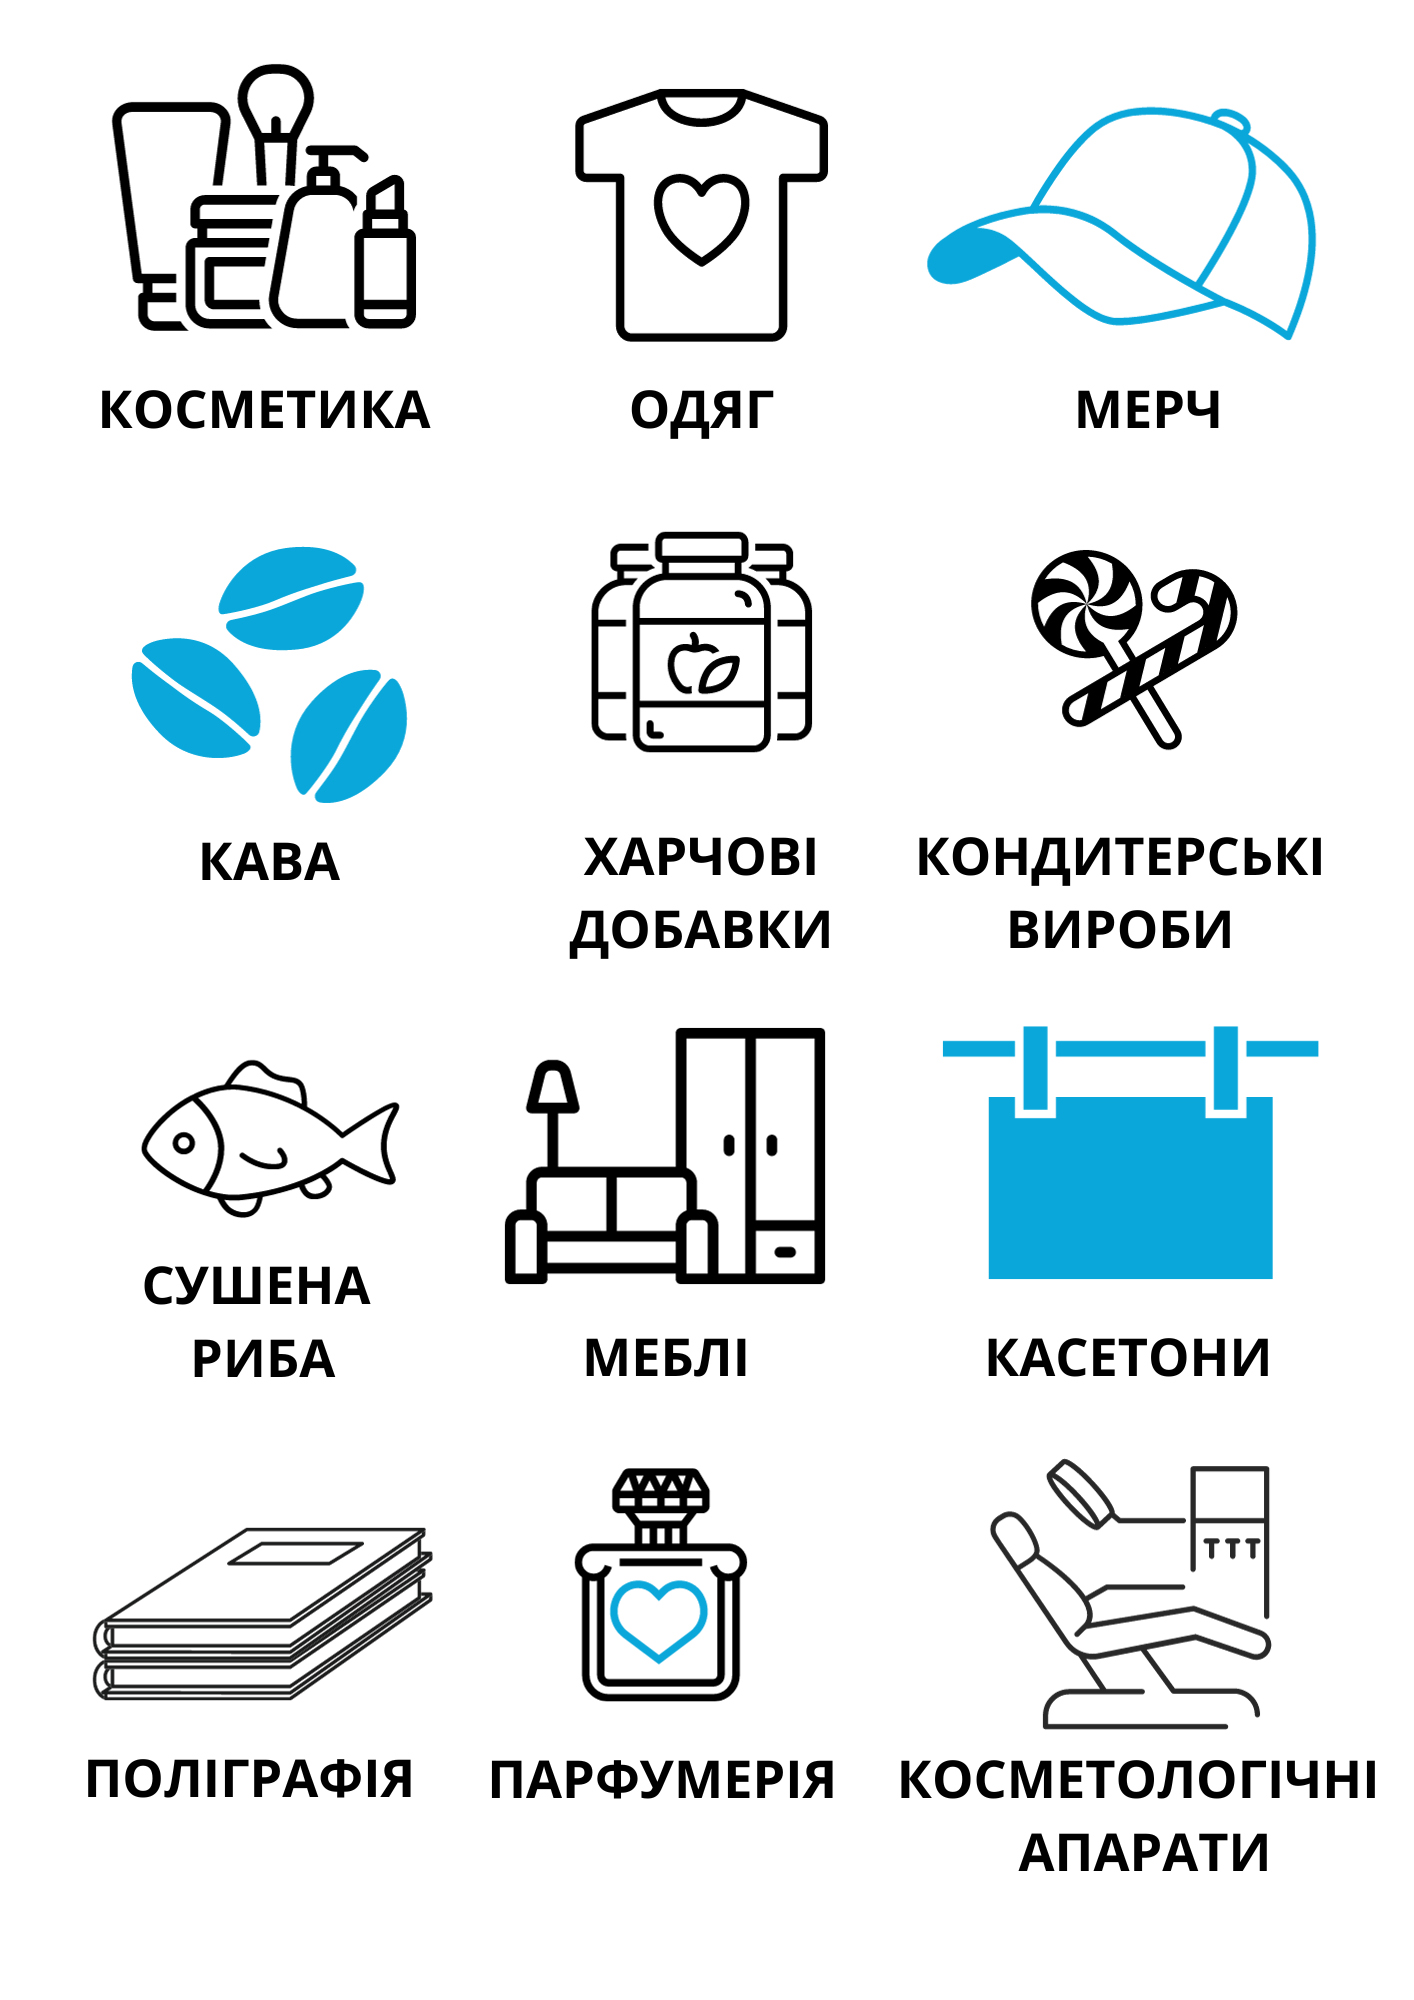 КОСМЕТИКА
ОДЯГ
МЕРЧ
КАВА
ХАРЧОВІ
ДОБАВКИ
КОНДИТЕРСЬКІ
ВИРОБИ
СУШЕНА
РИБА
МЕБЛІ
КАСЕТОНИ
ПОЛІГРАФІЯ
ПАРФУМЕРІЯ
КОСМЕТОЛОГІЧНІ
АПАРАТИ